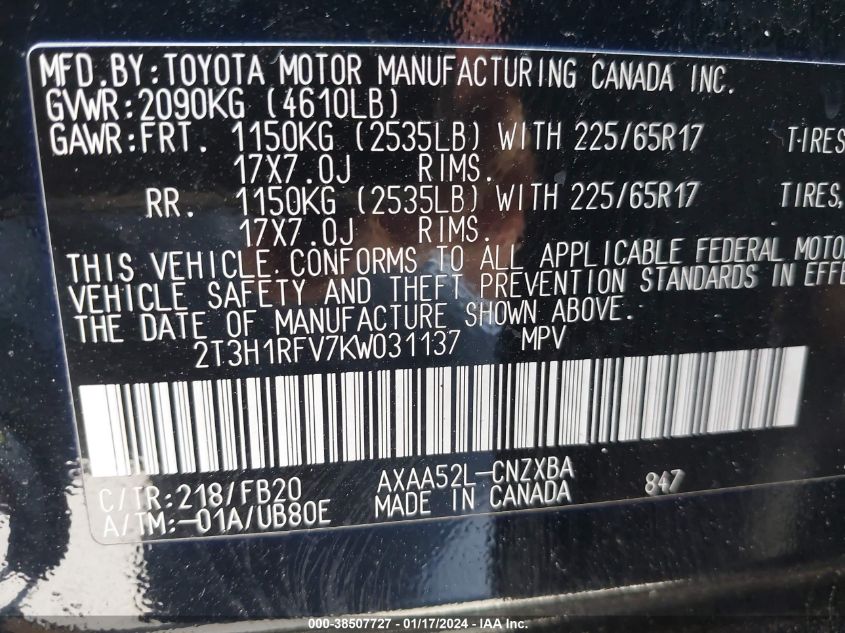 MFD.BY:TOYOTA MOTOR MANUFACTURING CANADA INC.
GVWR:2090KG (4610LB)
GAWR:FRT. 1150KG (2535LB) WITH 225/65R17 TIRES
17X7.0J RIMS.
RR. 1150KG (2535LB) WITH 225/65R17 TIRES,
17X7.0J RIMS.
THIS VEHICLE CONFORMS TO ALL APPLICABLE FEDERAL MOTO
VEHICLE SAFETY AND THEFT PREVENTION STANDARDS IN EFFE
THE DATE OF MANUFACTURE SHOWN ABOVE.
2T3H1RFV7KW031137 MPV
C/TR:218/FB20 AXAA52L-CNZXBA 847
A/TM:-01A/UB80E MADE IN CANADA
000-38507727 - 01/17/2024 - IAA Inc.